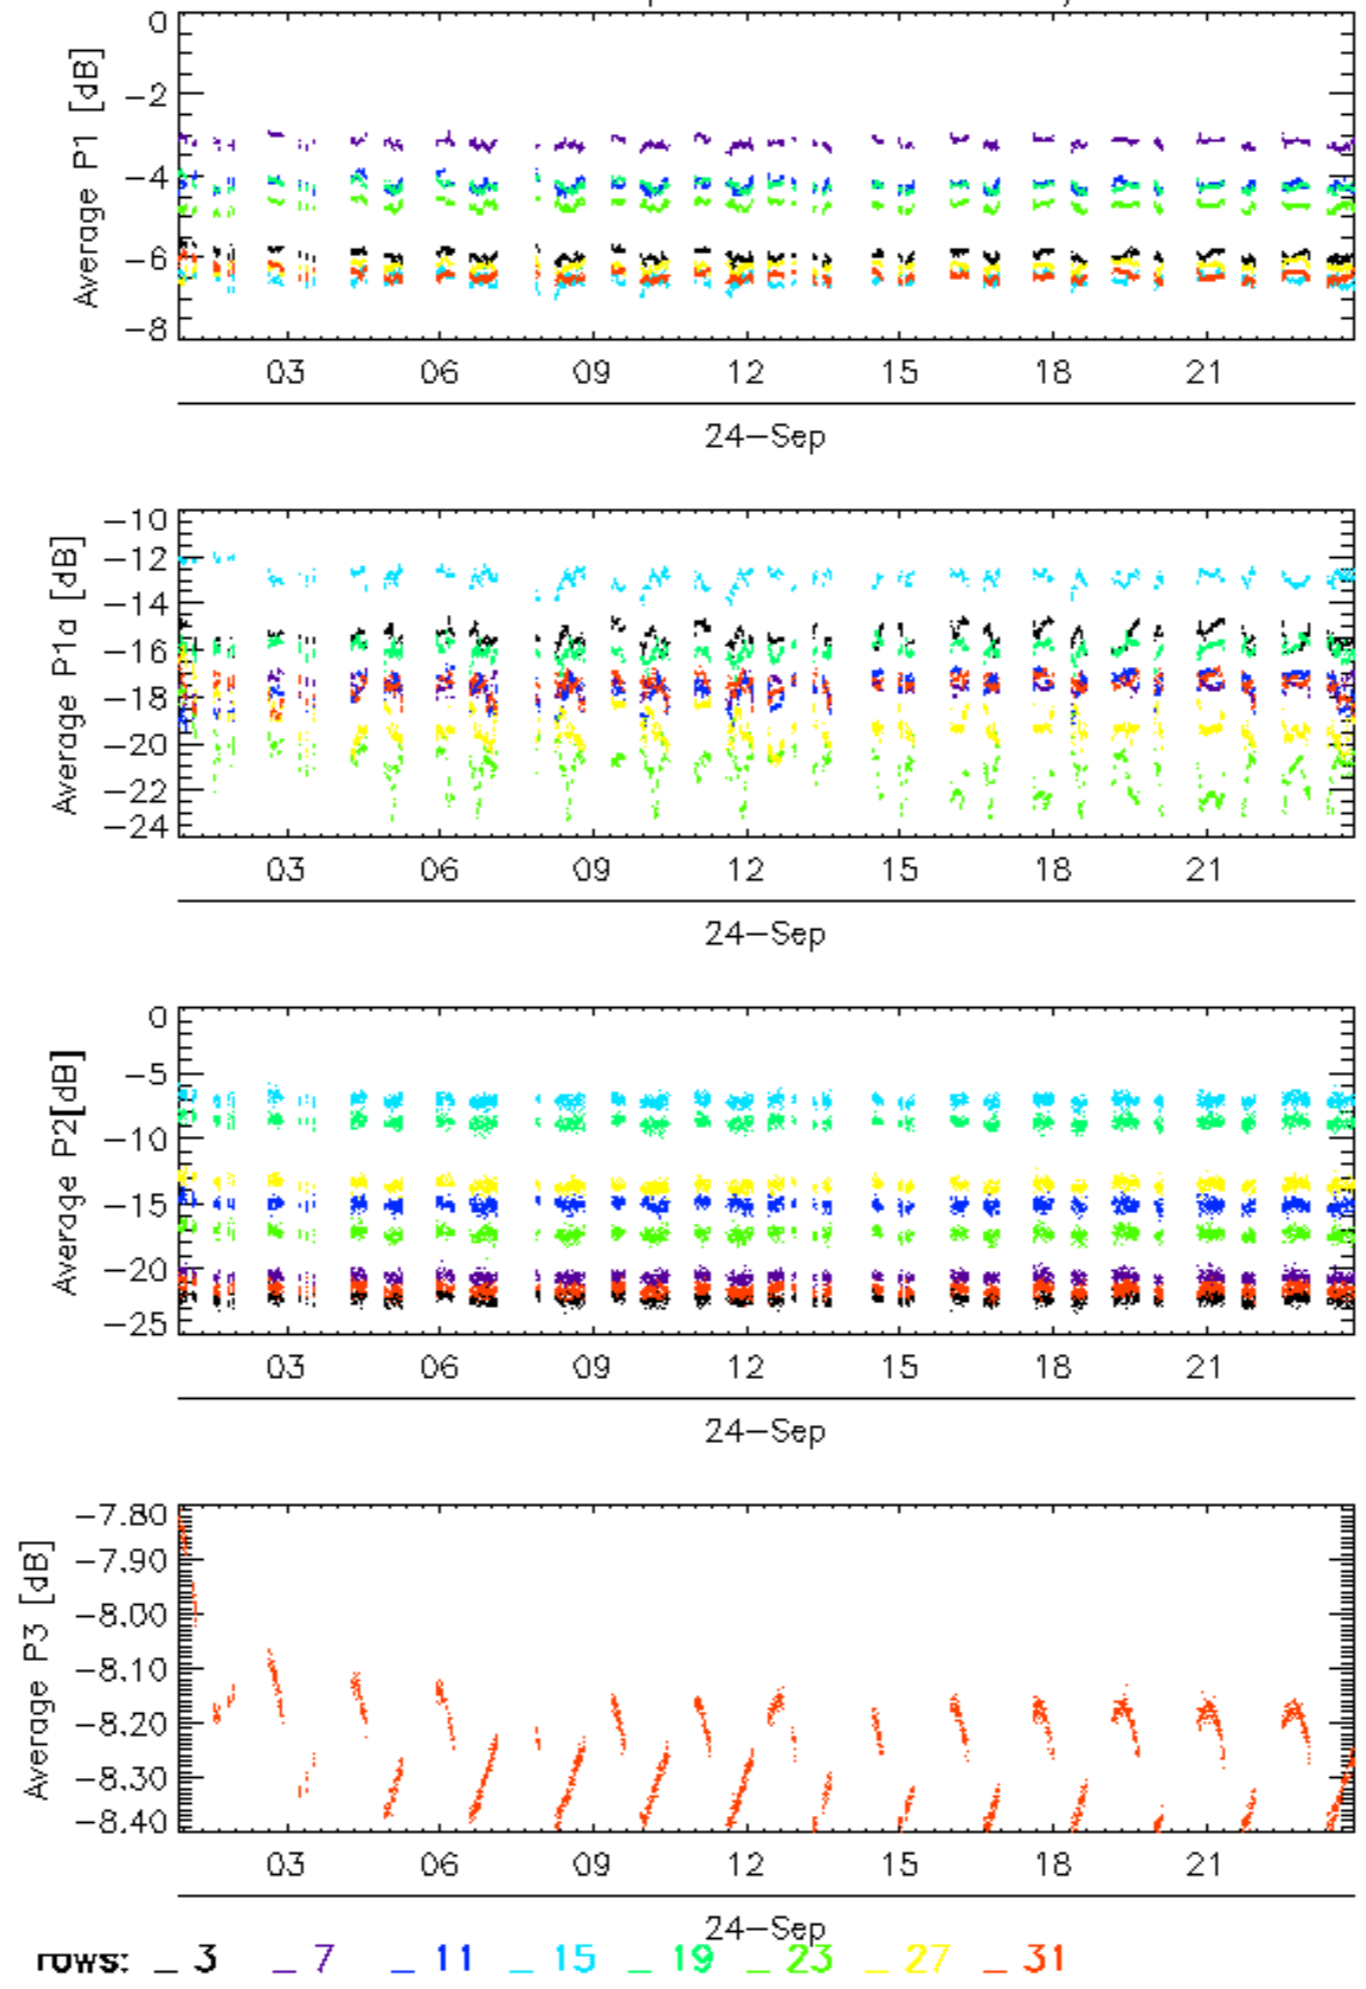 0
-2
-4
-6
-8
Average P1 [dB]
03 06 09 12 15 18 21
24-Sep
-10
-12
-14
-16
-18
-20
-22
-24
Average P1a [dB]
03 06 09 12 15 18 21
24-Sep
0
-5
-10
-15
-20
-25
Average P2[dB]
03 06 09 12 15 18 21
24-Sep
-7.80
-7.90
-8.00
-8.10
-8.20
-8.30
-8.40
Average P3 [dB]
03 06 09 12 15 18 21
24-Sep
rows: _ 3 _ 7 _ 11 _ 15 _ 19 _ 23 _ 27 _ 31